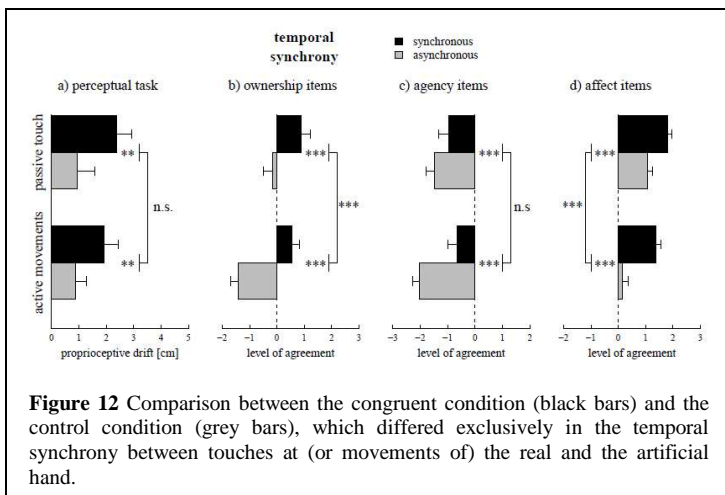 temporal
synchrony
synchronous
asynchronous
a) perceptual task
b) ownership items
c) agency items
d) affect items
passive touch
active movements
**
n.s.
**
***
***
***
***
n.s
***
***
***
***
0 1 2 3 4 5
−2 −1 0 1 2 3
−3 −2 −1 0 1 2
−2 −1 0 1 2 3
proprioceptive drift [cm]
level of agreement
level of agreement
level of agreement
Figure 12 Comparison between the congruent condition (black bars) and the
control condition (grey bars), which differed exclusively in the temporal
synchrony between touches at (or movements of) the real and the artificial
hand.